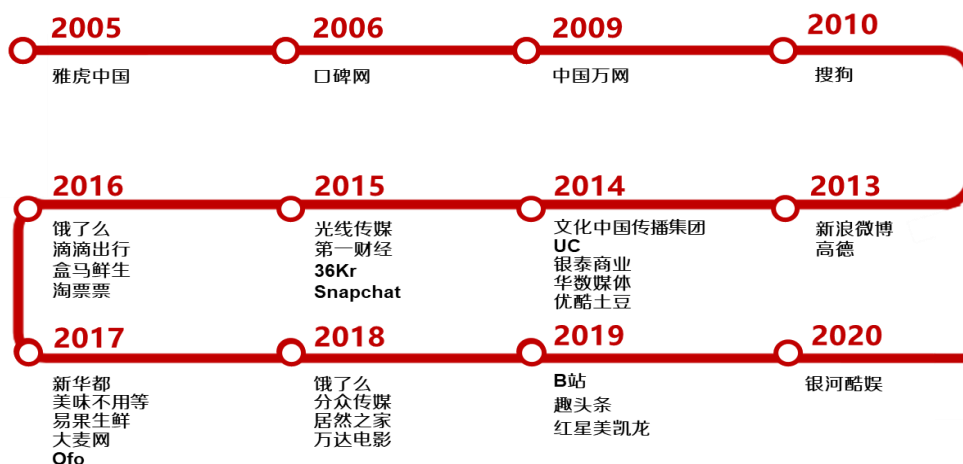 2005
雅虎中国
2006
口碑网
2009
中国万网
2010
搜狗
2013
新浪微博
高德
2014
文化中国传播集团
UC
银泰商业
华数媒体
优酷土豆
2015
光线传媒
第一财经
36Kr
Snapchat
2016
饿了么
滴滴出行
盒马鲜生
淘票票
2017
新华都
美味不用等
易果生鲜
大麦网
Ofo
2018
饿了么
分众传媒
居然之家
万达电影
2019
B站
趣头条
红星美凯龙
2020
银河酷娱